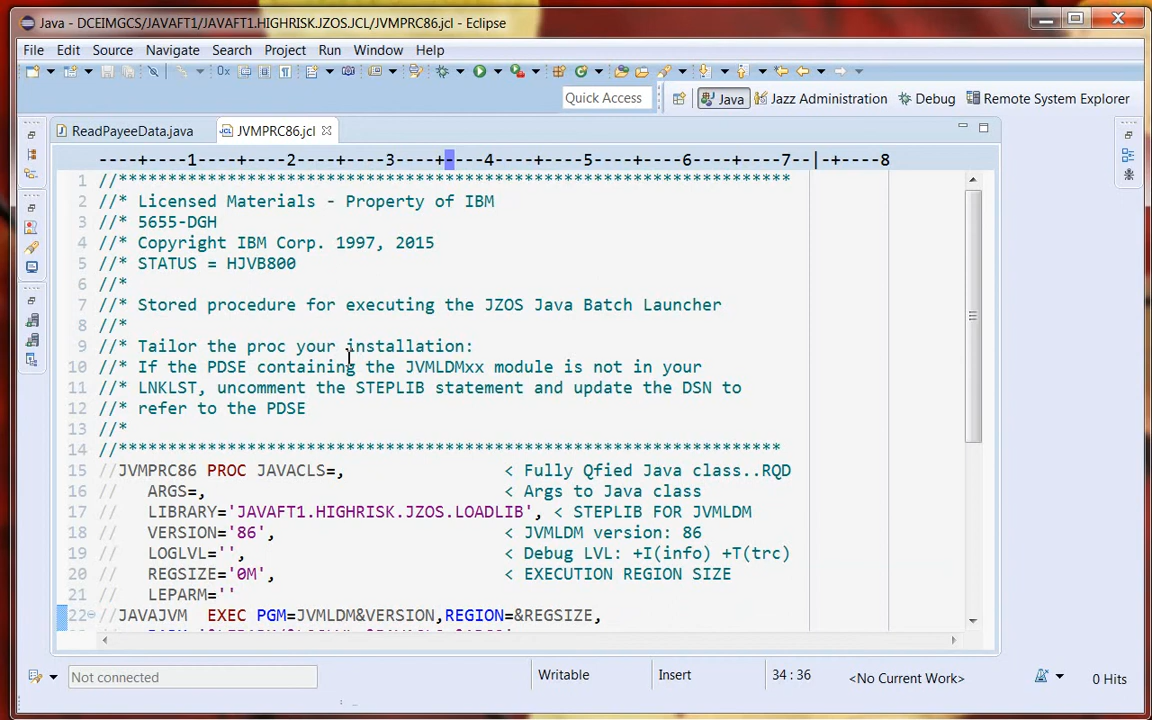 Java - DCEIMGCS/JAVAFT1/JAVAFT1.HIGHRISK.JZOS.JCL/JVMPRC86.jcl - Eclipse
File Edit Source Navigate Search Project Run Window Help
Quick Access Java Jazz Administration Debug Remote System Explorer
ReadPayeeData.java JVMPRC86.jcl
----+----1----+----2----+----3----+----4----+----5----+----6----+----7--|-+----8
1 //********************************************************************
2 //* Licensed Materials - Property of IBM
3 //* 5655-DGH
4 //* Copyright IBM Corp. 1997, 2015
5 //* STATUS = HJVB800
6 //*
7 //* Stored procedure for executing the JZOS Java Batch Launcher
8 //*
9 //* Tailor the proc your installation:
10 //* If the PDSE containing the JVMLDMxx module is not in your
11 //* LNKLST, uncomment the STEPLIB statement and update the DSN to
12 //* refer to the PDSE
13 //*
14 //*******************************************************************
15 //JVMPRC86 PROC JAVACLS=, < Fully Qfied Java class..RQD
16 // ARGS=, < Args to Java class
17 // LIBRARY='JAVAFT1.HIGHRISK.JZOS.LOADLIB', < STEPLIB FOR JVMLDM
18 // VERSION='86', < JVMLDM version: 86
19 // LOGLVL='', < Debug LVL: +I(info) +T(trc)
20 // REGSIZE='0M', < EXECUTION REGION SIZE
21 // LEPARM=''
22 //JAVAJVM EXEC PGM=JVMLDM&VERSION,REGION=&REGSIZE,
Not connected Writable Insert 34 : 36 <No Current Work> 0 Hits